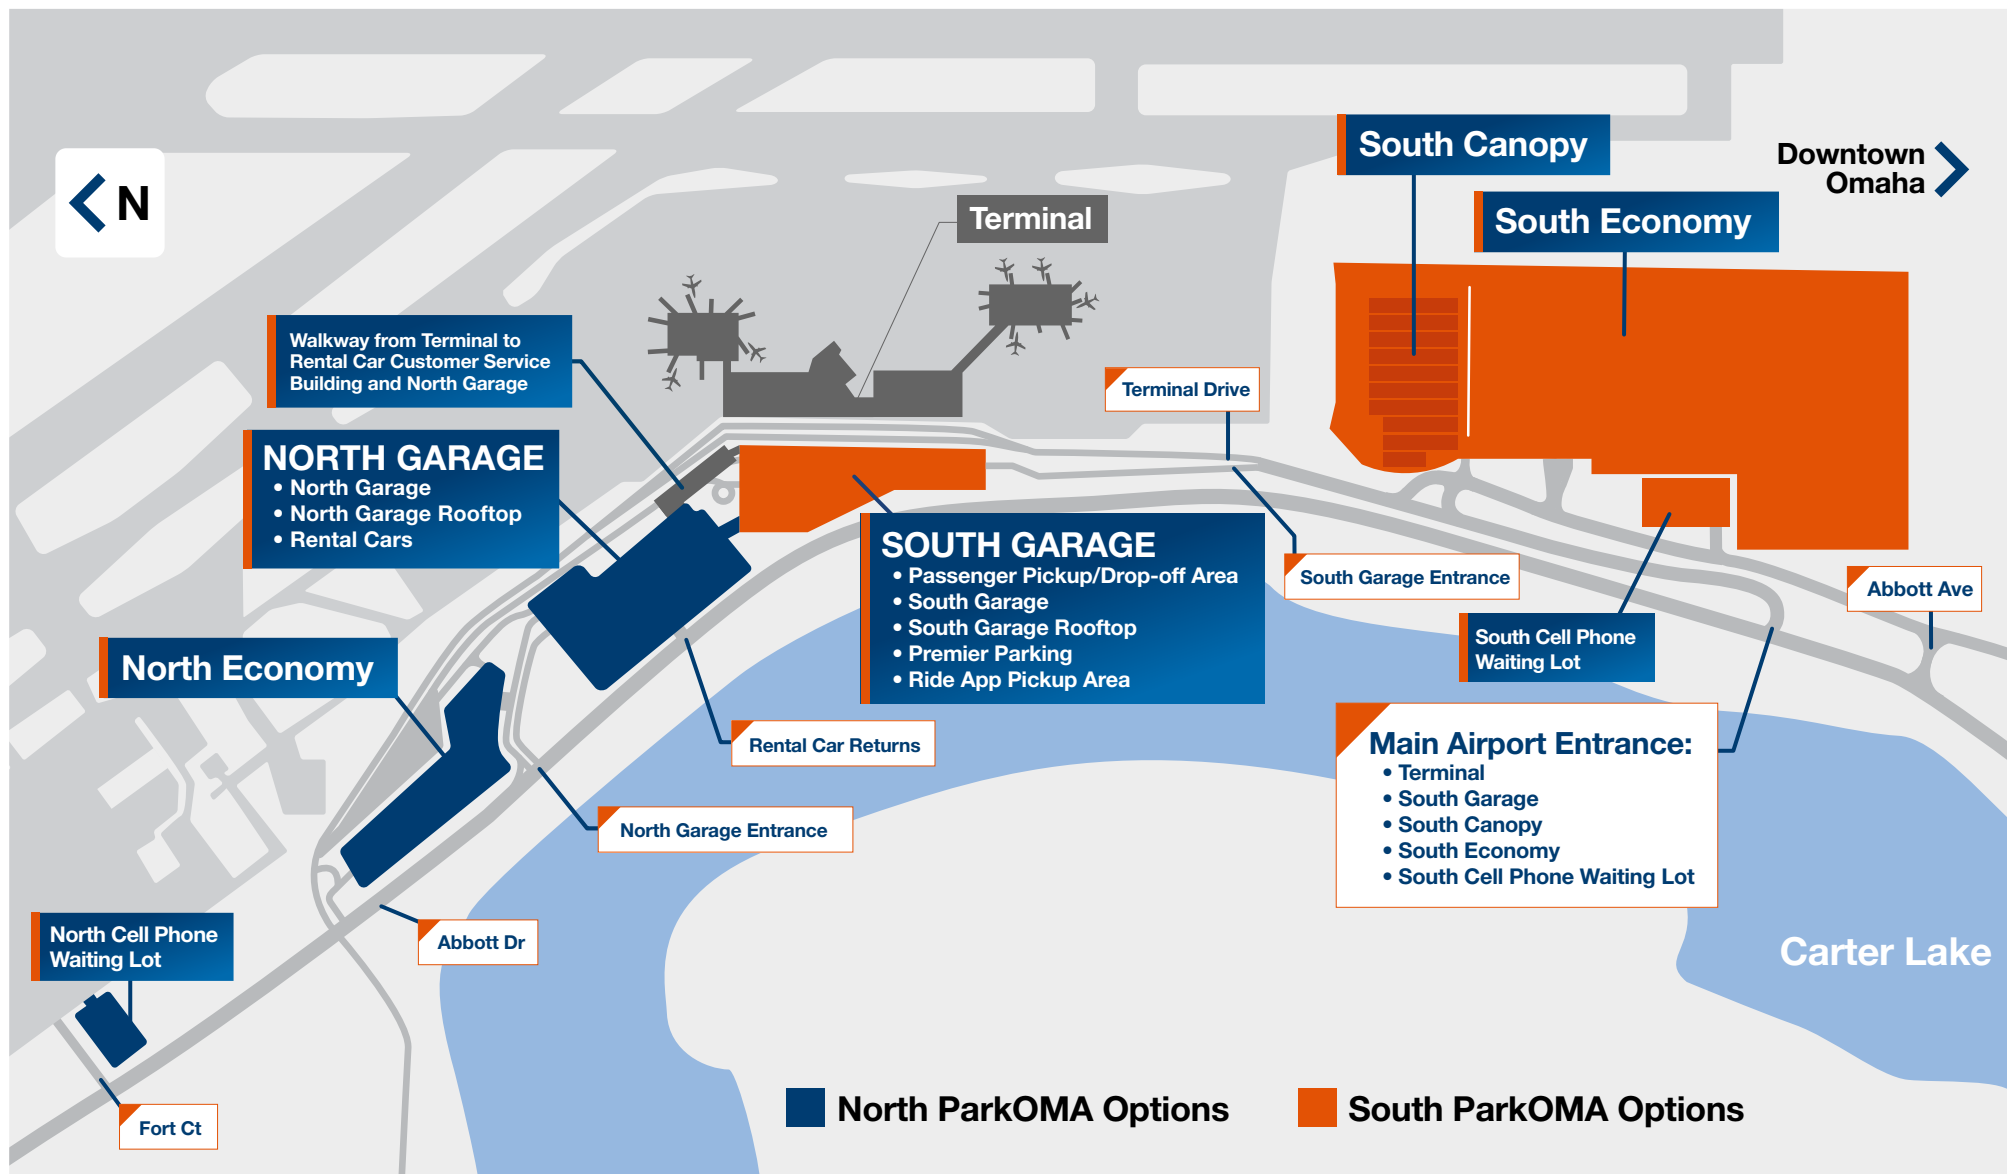 South Canopy
Downtown
Omaha
N
Terminal
South Economy
Walkway from Terminal to
Rental Car Customer Service
Building and North Garage
Terminal Drive
NORTH GARAGE
• North Garage
• North Garage Rooftop
• Rental Cars
SOUTH GARAGE
• Passenger Pickup/Drop-off Area
• South Garage
• South Garage Rooftop
• Premier Parking
• Ride App Pickup Area
South Garage Entrance
Abbott Ave
South Cell Phone
Waiting Lot
North Economy
Rental Car Returns
Main Airport Entrance:
• Terminal
• South Garage
• South Canopy
• South Economy
• South Cell Phone Waiting Lot
North Garage Entrance
North Cell Phone
Waiting Lot
Abbott Dr
Carter Lake
Fort Ct
North ParkOMA Options
South ParkOMA Options